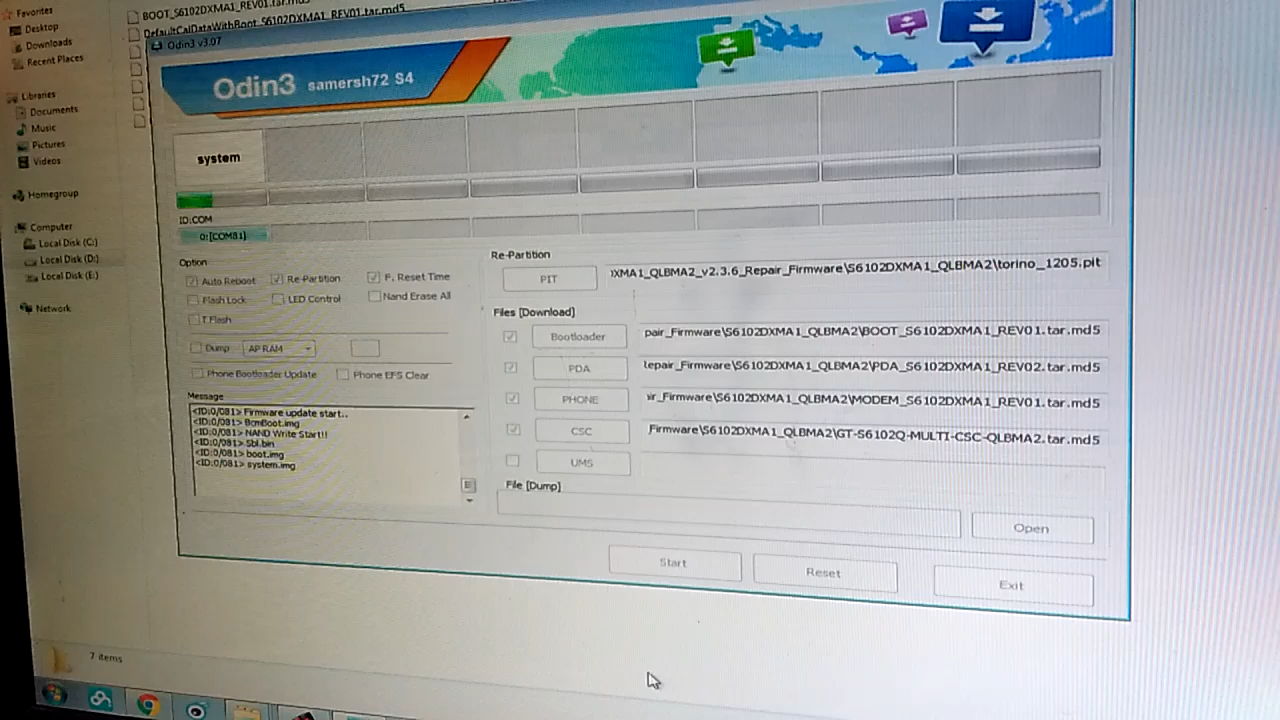 Favorites
Desktop
Downloads
Recent Places
Libraries
Documents
Music
Pictures
Videos
Homegroup
Computer
Local Disk (C:)
Local Disk (D:)
Local Disk (E:)
Network
BOOT_S6102DXMA1_REV01.tar.md5
DefaultCalDataWithBoot_S6102DXMA1_REV01.tar.md5
Odin3 v3.07
Odin3 samersh72 S4
system
ID:COM
0:[COM81]
Option
Auto Reboot
Re-Partition
F. Reset Time
Flash Lock
LED Control
Nand Erase All
T Flash
Dump
AP RAM
Phone Bootloader Update
Phone EFS Clear
Message
<ID:0/081> Firmware update start..
<ID:0/081> BcmBoot.img
<ID:0/081> NAND Write Start!!
<ID:0/081> Sbl.bin
<ID:0/081> boot.img
<ID:0/081> system.img
Re-Partition
PIT
XMA1_QLBMA2_v2.3.6_Repair_Firmware\S6102DXMA1_QLBMA2\torino_1205.pit
Files [Download]
Bootloader
pair_Firmware\S6102DXMA1_QLBMA2\BOOT_S6102DXMA1_REV01.tar.md5
PDA
Repair_Firmware\S6102DXMA1_QLBMA2\PDA_S6102DXMA1_REV02.tar.md5
PHONE
ir_Firmware\S6102DXMA1_QLBMA2\MODEM_S6102DXMA1_REV01.tar.md5
CSC
_Firmware\S6102DXMA1_QLBMA2\GT-S6102Q-MULTI-CSC-QLBMA2.tar.md5
UMS
File [Dump]
Open
Start
Reset
Exit
7 items